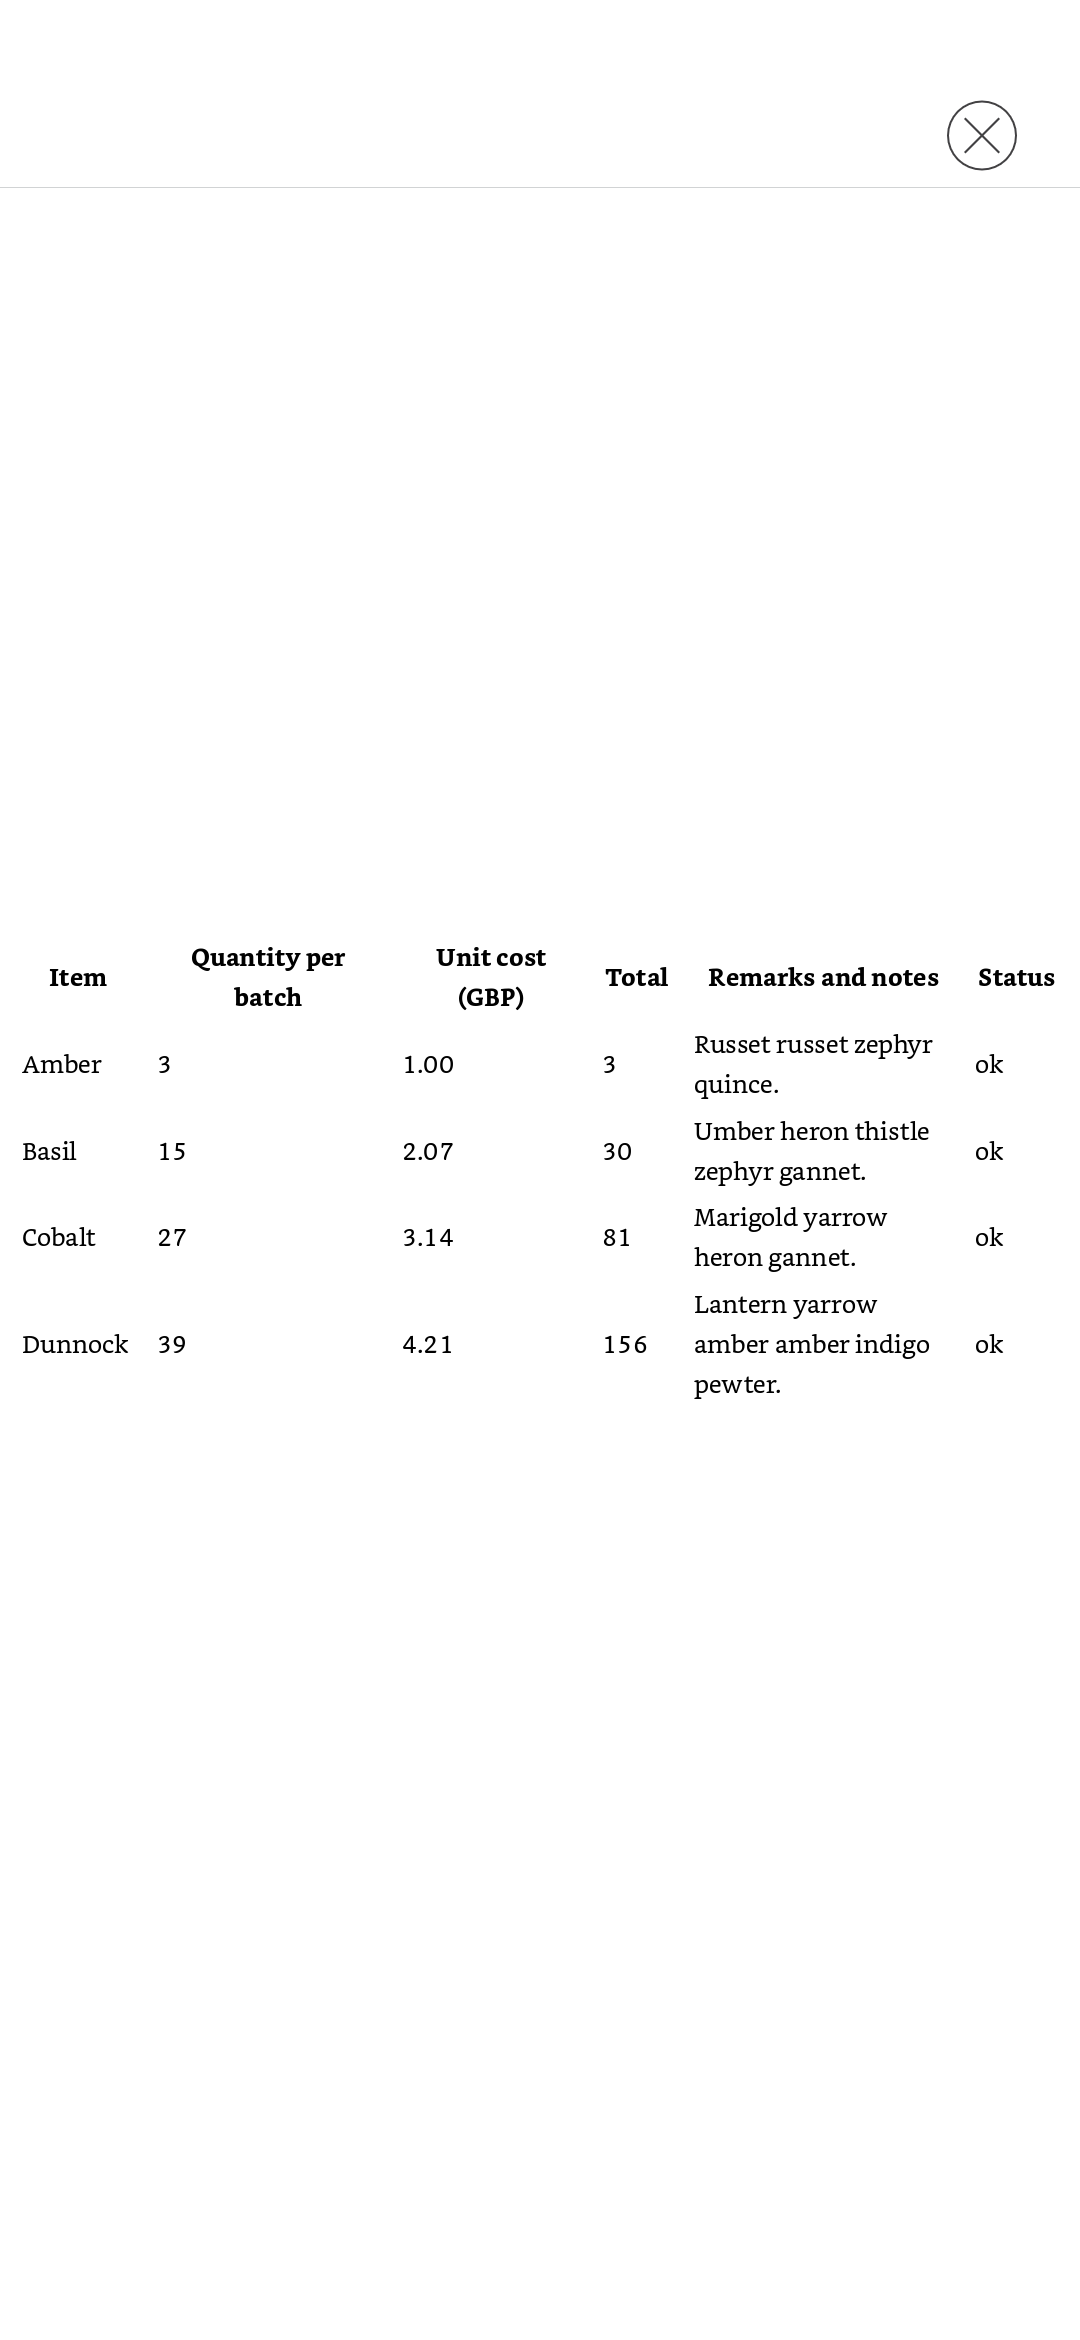 Item Quantity per batch Unit cost (GBP) Total Remarks and notes Status
Amber 3 1.00 3 Russet russet zephyr quince. ok
Basil 15 2.07 30 Umber heron thistle zephyr gannet. ok
Cobalt 27 3.14 81 Marigold yarrow heron gannet. ok
Dunnock 39 4.21 156 Lantern yarrow amber amber indigo pewter. ok